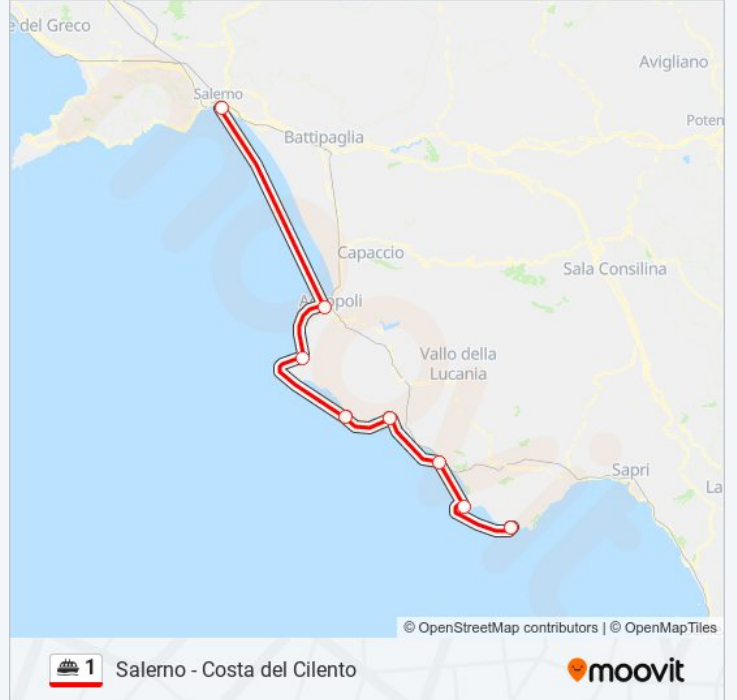 e del Greco
Avigliano
Salerno
Poten
Battipaglia
Capaccio
Sala Consilina
Vallo della
Lucania
Sapri
La
© OpenStreetMap contributors | © OpenMapTiles
1 Salerno - Costa del Cilento
moovit